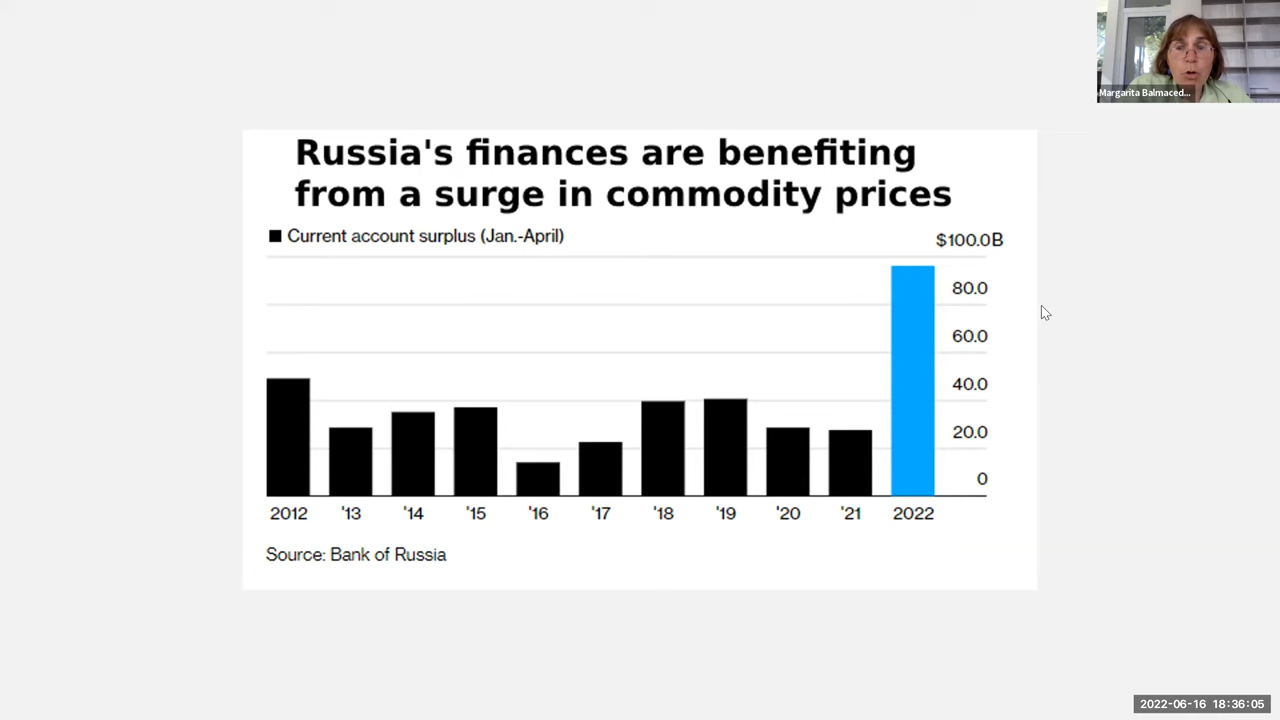 Margarita Balmaced...
Russia's finances are benefiting
from a surge in commodity prices
■ Current account surplus (Jan.-April)
$100.0B
80.0
60.0
40.0
20.0
0
2012 '13 '14 '15 '16 '17 '18 '19 '20 '21 2022
Source: Bank of Russia
2022-06-16 18:36:05